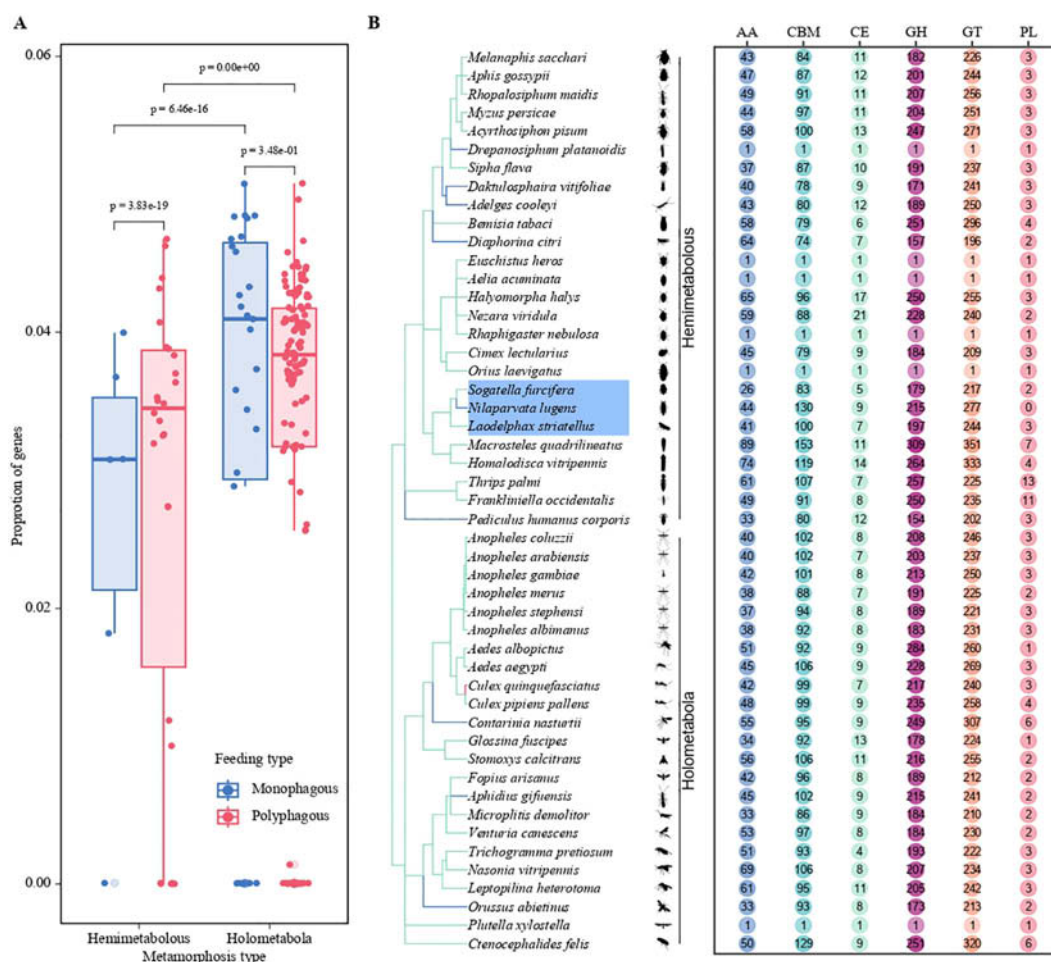 A
0.06
0.04
0.02
0.00
Proprotion of genes
p = 0.00e+00
p = 6.46e-16
p = 3.48e-01
p = 3.83e-19
Feeding type
Monophagous
Polyphagous
Hemimetabolous Holometabola
Metamorphosis type
B
AA CBM CE GH GT PL
Melanaphis sacchari 43 84 11 182 226 3
Aphis gossypii 47 87 12 201 244 3
Rhopalosiphum maidis 49 91 11 207 256 3
Myzus persicae 44 97 11 204 251 3
Acyrthosiphon pisum 58 100 13 247 271 3
Drepanosiphum platanoidis 1 1 1 1 1 1
Sipha flava 37 87 10 191 237 3
Daktulosphaira vitifoliae 40 78 9 171 241 3
Adelges cooleyi 43 80 12 189 250 3
Bemisia tabaci 58 79 6 251 296 4
Diaphorina citri 64 74 7 157 196 2
Euschistus heros 1 1 1 1 1 1
Aelia acuminata 1 1 1 1 1 1
Halyomorpha halys 65 96 17 250 255 3
Nezara viridula 59 88 21 228 240 2
Rhaphigaster nebulosa 1 1 1 1 1 1
Cimex lectularius 45 79 9 184 209 3
Orius laevigatus 1 1 1 1 1 1
Sogatella furcifera 26 83 5 179 217 2
Nilaparvata lugens 44 130 9 215 277 0
Laodelphax striatellus 41 100 7 197 244 3
Macrosteles quadrilineatus 89 153 11 309 351 7
Homalodisca vitripennis 74 119 14 264 333 4
Thrips palmi 61 107 7 257 225 13
Frankliniella occidentalis 49 91 8 250 235 11
Pediculus humanus corporis 33 80 12 154 202 3
Hemimetabolous
Anopheles coluzzii 40 102 8 208 246 3
Anopheles arabiensis 40 102 7 203 237 3
Anopheles gambiae 42 101 8 213 250 3
Anopheles merus 38 88 7 191 225 2
Anopheles stephensi 37 94 8 189 221 3
Anopheles albimanus 38 92 8 183 231 3
Aedes albopictus 51 92 9 284 260 1
Aedes aegypti 45 106 9 228 269 3
Culex quinquefasciatus 42 99 7 217 240 3
Culex pipiens pallens 48 99 9 235 258 4
Contarinia nasturtii 55 95 9 249 307 6
Glossina fuscipes 34 92 13 178 224 1
Stomoxys calcitrans 56 106 11 216 255 2
Fopius arisanus 42 96 8 189 212 2
Aphidius gifuensis 45 102 9 215 241 2
Microplitis demolitor 33 86 9 184 210 2
Venturia canescens 53 97 8 184 230 2
Trichogramma pretiosum 51 93 4 193 222 3
Nasonia vitripennis 69 106 8 207 234 3
Leptopilina heterotoma 61 95 11 205 242 3
Orussus abietinus 33 93 8 173 213 2
Plutella xylostella 1 1 1 1 1 1
Ctenocephalides felis 50 129 9 251 320 6
Holometabola